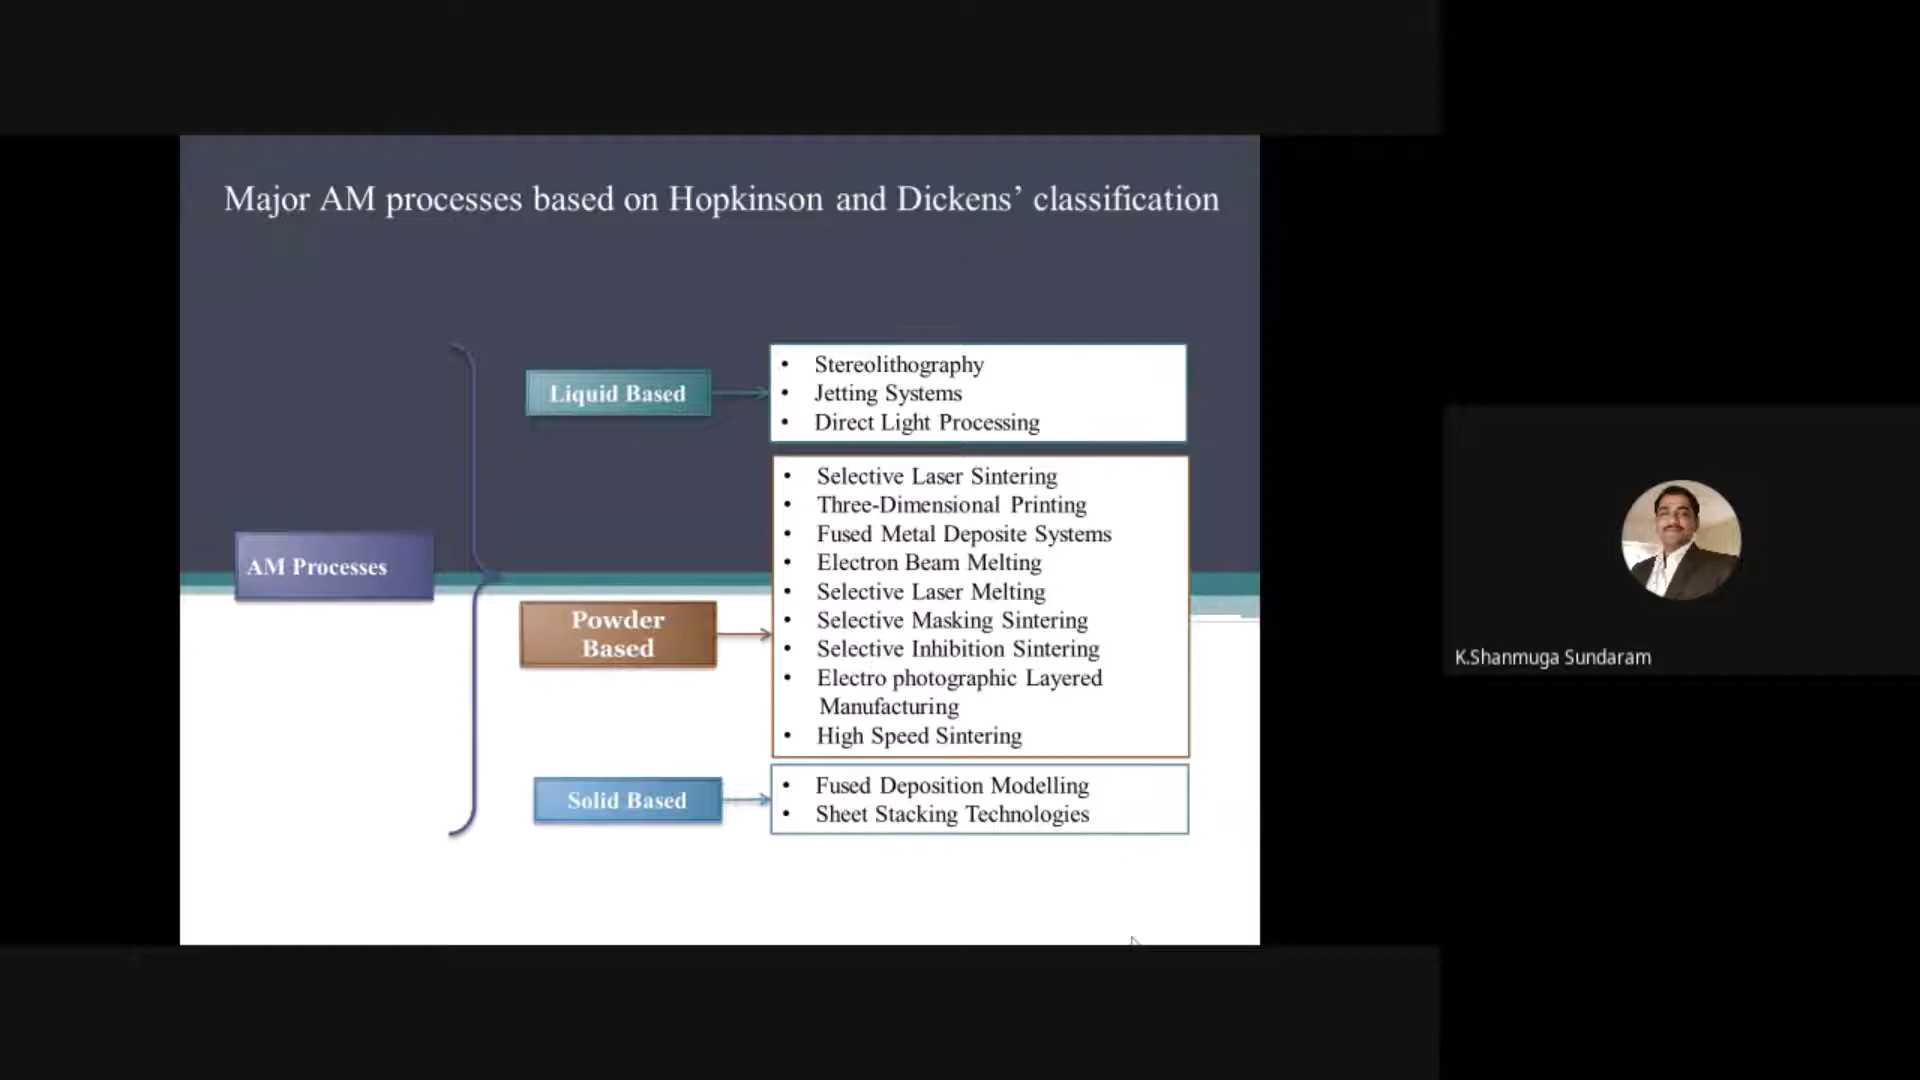 Major AM processes based on Hopkinson and Dickens’ classification
AM Processes
Liquid Based
• Stereolithography
• Jetting Systems
• Direct Light Processing
Powder
Based
• Selective Laser Sintering
• Three-Dimensional Printing
• Fused Metal Deposite Systems
• Electron Beam Melting
• Selective Laser Melting
• Selective Masking Sintering
• Selective Inhibition Sintering
• Electro photographic Layered
Manufacturing
• High Speed Sintering
Solid Based
• Fused Deposition Modelling
• Sheet Stacking Technologies
K.Shanmuga Sundaram